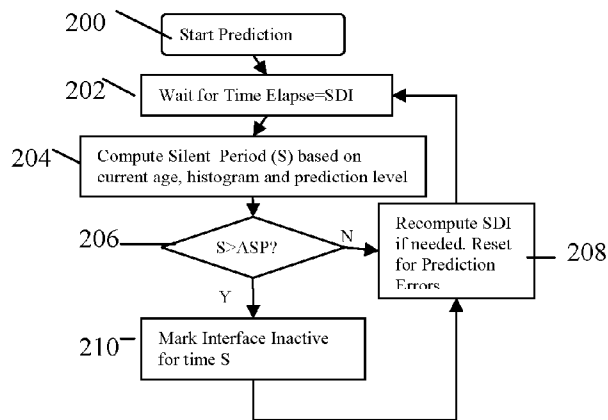 200
Start Prediction
202
Wait for Time Elapse=SDI
204
Compute Silent Period (S) based on
current age, histogram and prediction level
206
S>ASP?
N
Recompute SDI
if needed. Reset
for Prediction
Errors
208
Y
210
Mark Interface Inactive
for time S